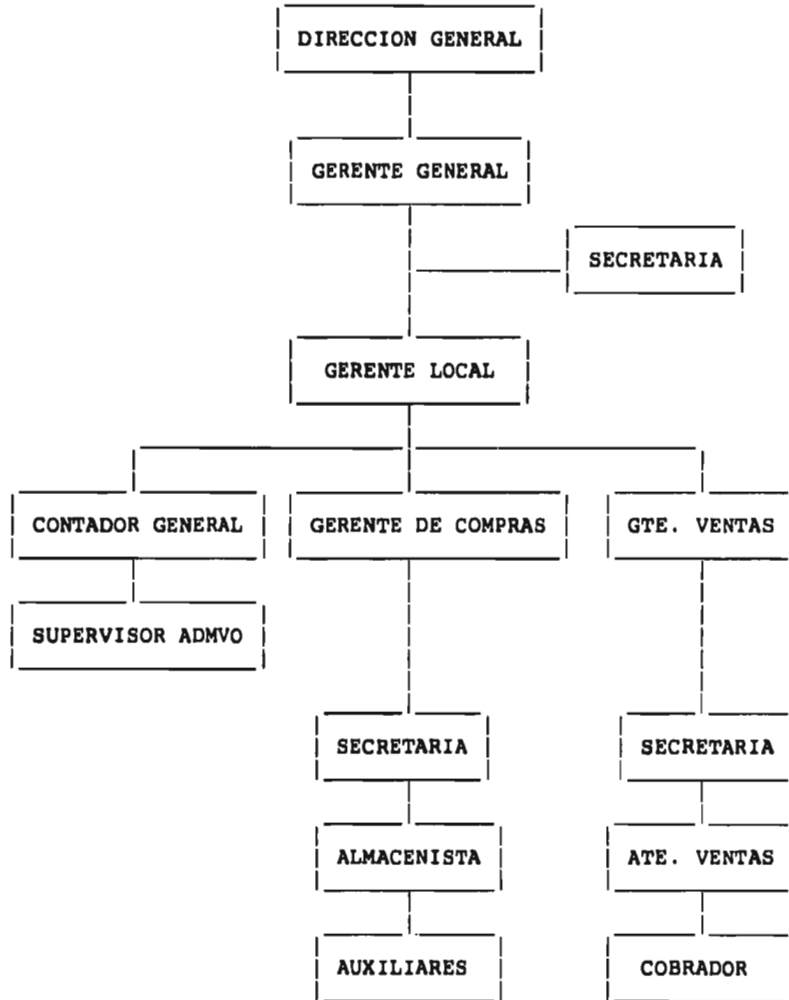 DIRECCION GENERAL
GERENTE GENERAL
SECRETARIA
GERENTE LOCAL
CONTADOR GENERAL
GERENTE DE COMPRAS
GTE. VENTAS
SUPERVISOR ADMVO
SECRETARIA
SECRETARIA
ALMACENISTA
ATE. VENTAS
AUXILIARES
COBRADOR